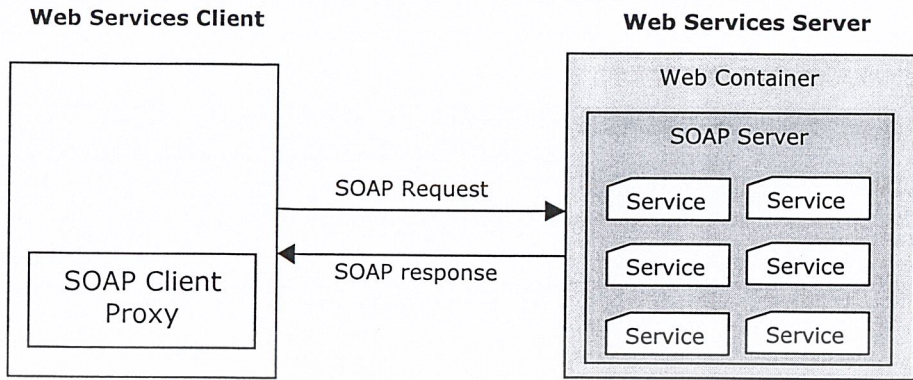 Web Services Client
Web Services Server
Web Container
SOAP Server
SOAP Request
Service
Service
SOAP response
Service
Service
SOAP Client
Proxy
Service
Service